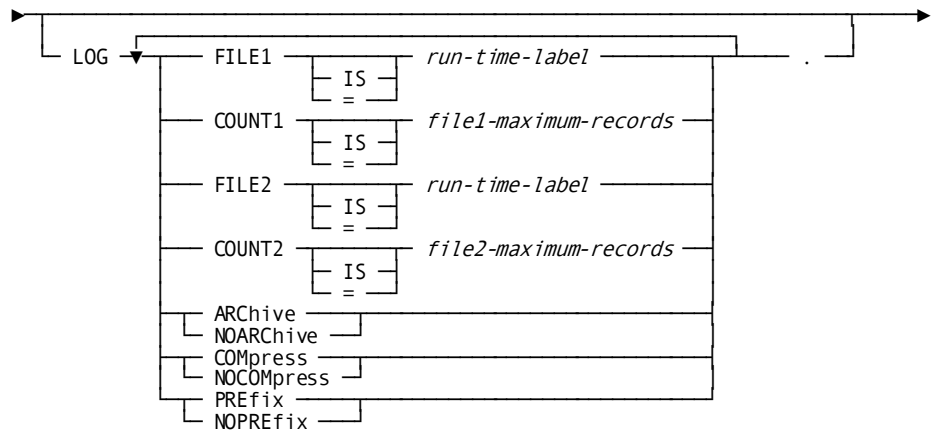 LOG FILE1 run-time-label .
IS
=
COUNT1 file1-maximum-records
IS
=
FILE2 run-time-label
IS
=
COUNT2 file2-maximum-records
IS
=
ARChive
NOARChive
COMpress
NOCOMpress
PREfix
NOPREfix